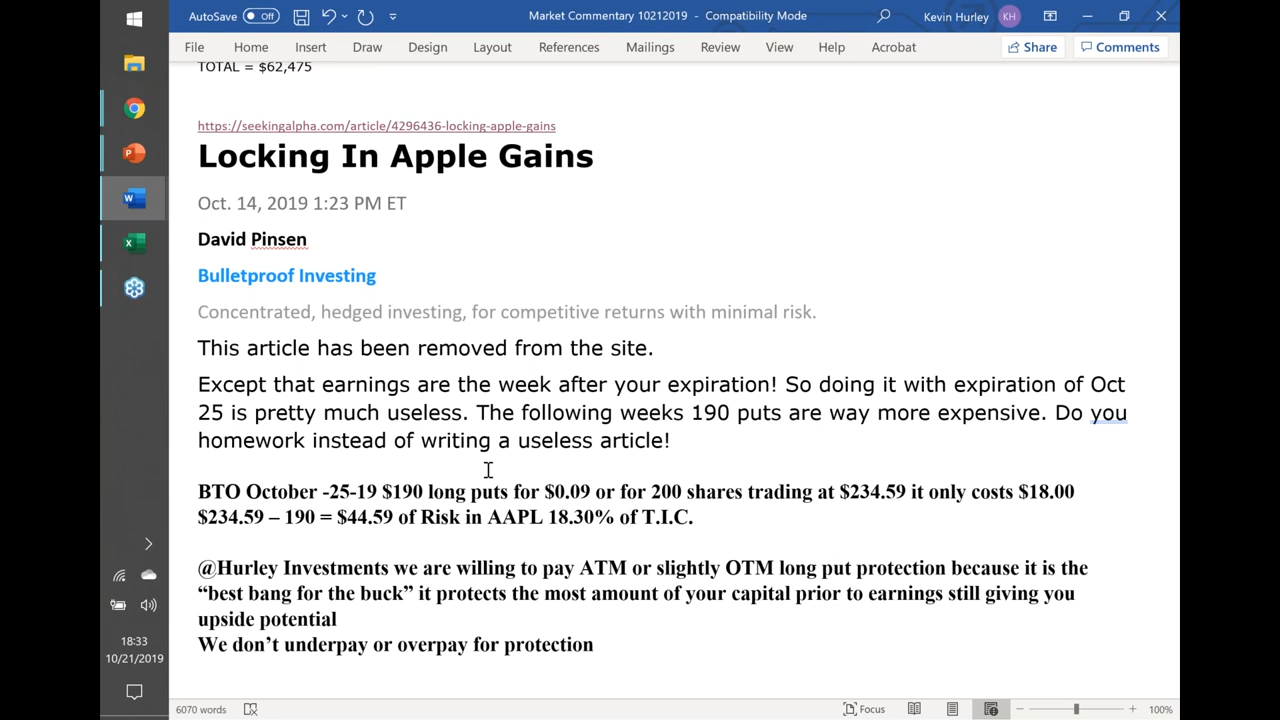 AutoSave Off
Market Commentary 10212019 - Compatibility Mode
Kevin Hurley KH
File Home Insert Draw Design Layout References Mailings Review View Help Acrobat Share Comments
TOTAL = $62,475
https://seekingalpha.com/article/4296436-locking-apple-gains
Locking In Apple Gains
Oct. 14, 2019 1:23 PM ET
David Pinsen
Bulletproof Investing
Concentrated, hedged investing, for competitive returns with minimal risk.
This article has been removed from the site.
Except that earnings are the week after your expiration! So doing it with expiration of Oct
25 is pretty much useless. The following weeks 190 puts are way more expensive. Do you
homework instead of writing a useless article!
BTO October -25-19 $190 long puts for $0.09 or for 200 shares trading at $234.59 it only costs $18.00
$234.59 – 190 = $44.59 of Risk in AAPL 18.30% of T.I.C.
@Hurley Investments we are willing to pay ATM or slightly OTM long put protection because it is the
“best bang for the buck” it protects the most amount of your capital prior to earnings still giving you
upside potential
We don’t underpay or overpay for protection
18:33
10/21/2019
6070 words
Focus
100%